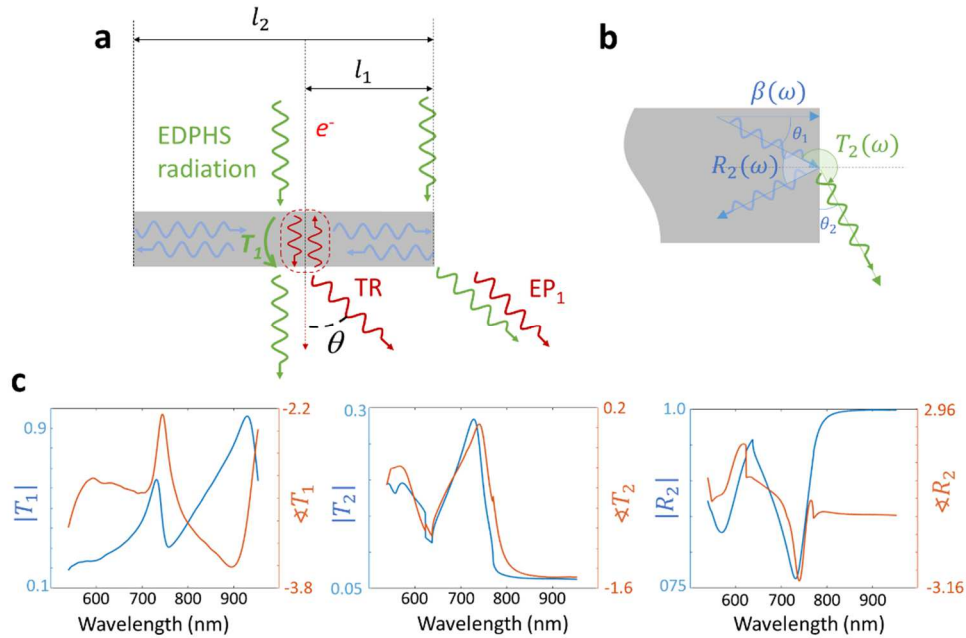 a
l₂
l₁
EDPHS
radiation
e⁻
T₁
TR
EP₁
θ
b
β(ω)
θ₁
T₂(ω)
R₂(ω)
θ₂
c
0.9
0.1
|T₁|
-2.2
-3.8
∢T₁
600 700 800 900
Wavelength (nm)
0.3
0.05
|T₂|
0.2
-1.6
∢T₂
600 700 800 900
Wavelength (nm)
1.0
075
|R₂|
2.96
-3.16
∢R₂
600 700 800 900
Wavelength (nm)